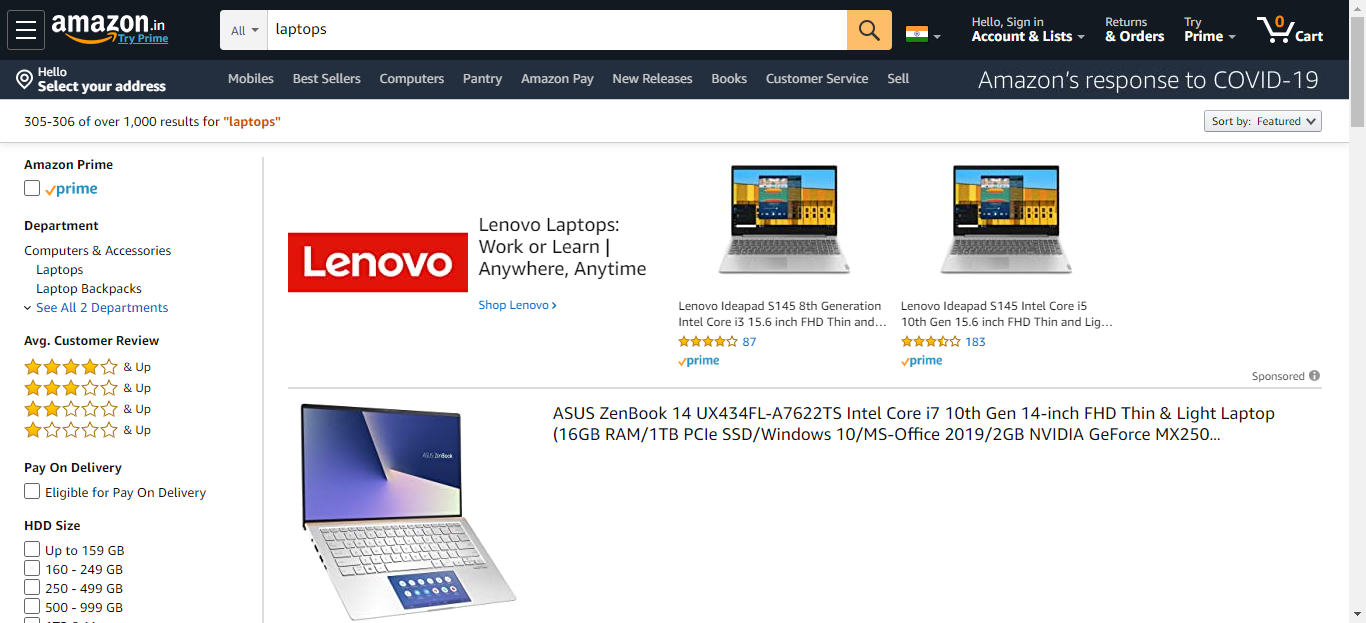 amazon.in
Try Prime
All
laptops
Hello, Sign in
Account & Lists
Returns
& Orders
Try
Prime
0
Cart
Hello
Select your address
Mobiles
Best Sellers
Computers
Pantry
Amazon Pay
New Releases
Books
Customer Service
Sell
Amazon's response to COVID-19
305-306 of over 1,000 results for "laptops"
Sort by: Featured
Amazon Prime
prime
Department
Computers & Accessories
Laptops
Laptop Backpacks
See All 2 Departments
Avg. Customer Review
& Up
& Up
& Up
& Up
Pay On Delivery
Eligible for Pay On Delivery
HDD Size
Up to 159 GB
160 - 249 GB
250 - 499 GB
500 - 999 GB
Lenovo
Lenovo Laptops:
Work or Learn |
Anywhere, Anytime
Shop Lenovo ›
Lenovo Ideapad S145 8th Generation
Intel Core i3 15.6 inch FHD Thin and...
87
prime
Lenovo Ideapad S145 Intel Core i5
10th Gen 15.6 inch FHD Thin and Lig...
183
prime
Sponsored
ASUS ZenBook
ASUS ZenBook 14 UX434FL-A7622TS Intel Core i7 10th Gen 14-inch FHD Thin & Light Laptop
(16GB RAM/1TB PCIe SSD/Windows 10/MS-Office 2019/2GB NVIDIA GeForce MX250...